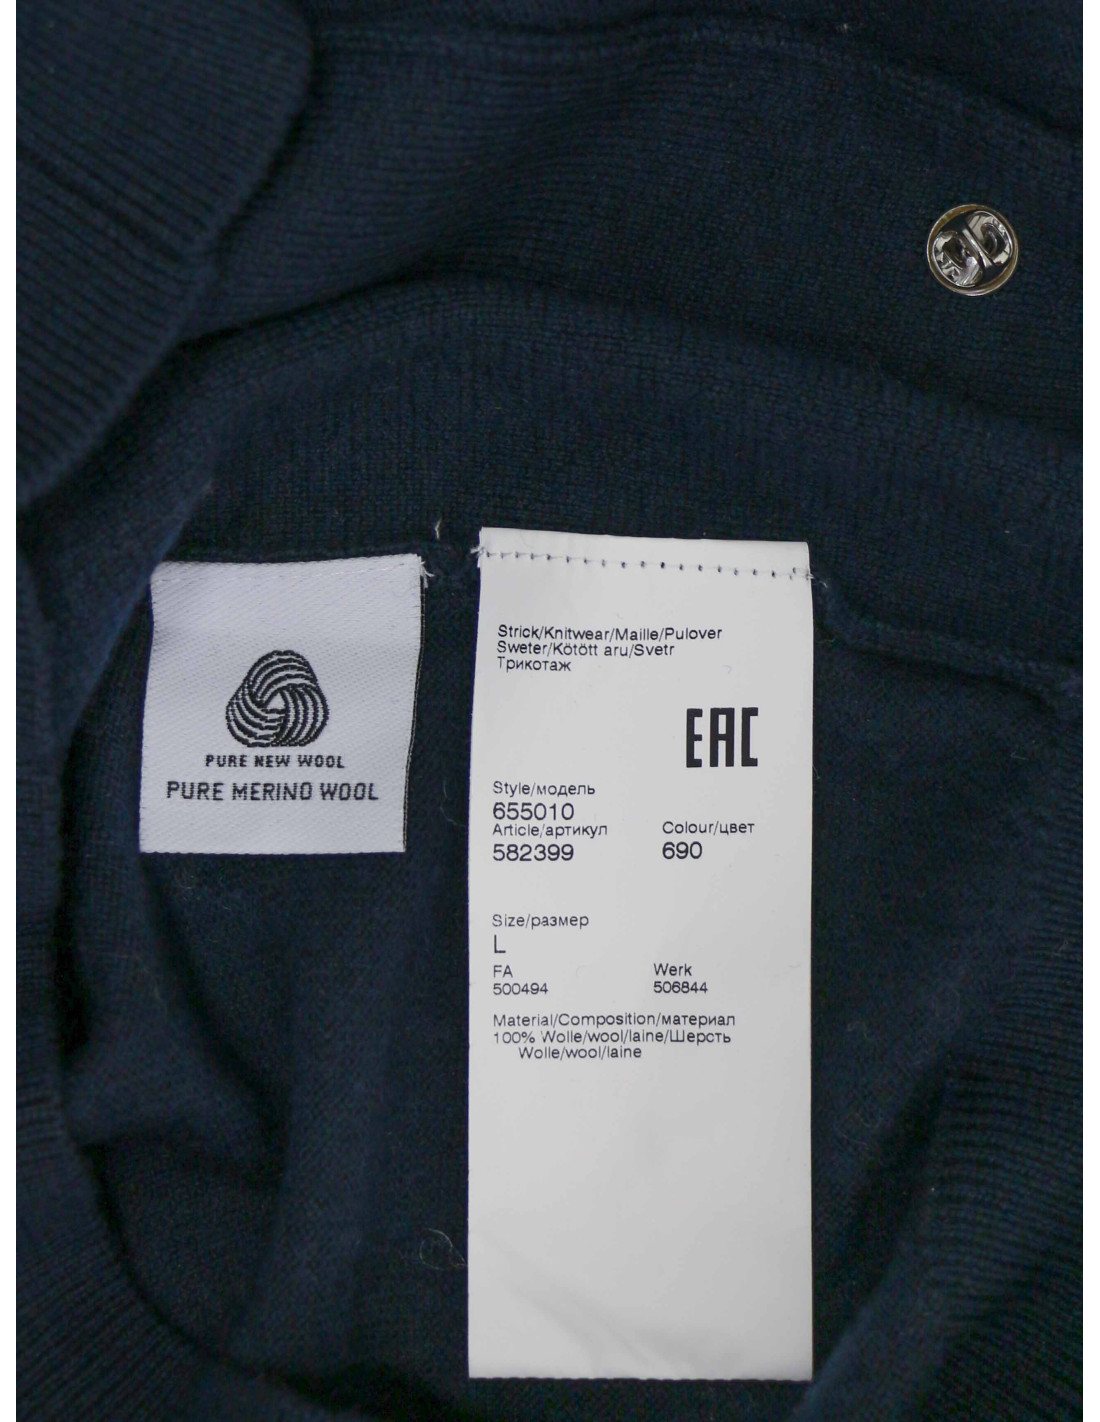 PURE NEW WOOL
PURE MERINO WOOL
Strick/Knitwear/Maille/Pulover
Sweter/Kötött aru/Svetr
Трикотаж
EAC
Style/модель
655010
Article/артикул Colour/цвет
582399 690
Size/размер
L
FA Werk
500494 506844
Material/Composition/материал
100% Wolle/wool/laine/Шерсть
Wolle/wool/laine